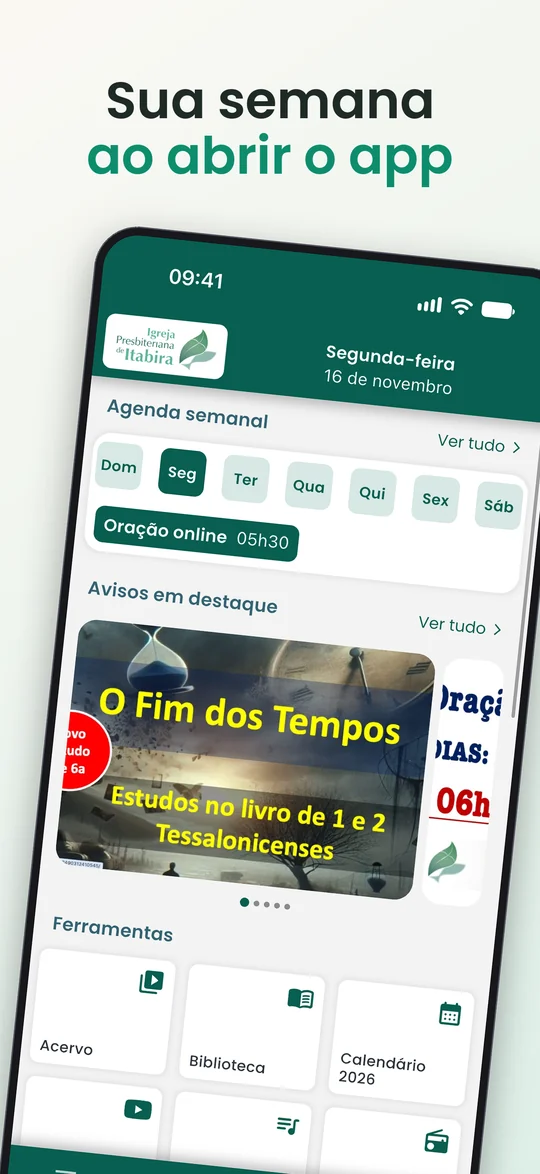 Sua semana
ao abrir o app
09:41
Igreja
Presbiteriana
de Itabira
Segunda-feira
16 de novembro
Agenda semanal
Ver tudo
Dom
Seg
Ter
Qua
Qui
Sex
Sáb
Oração online 05h30
Avisos em destaque
Ver tudo
O Fim dos Tempos
6a
Estudos no livro de 1 e 2
Tessalonicenses
DIAS:
06h
Ferramentas
Acervo
Biblioteca
Calendário
2026